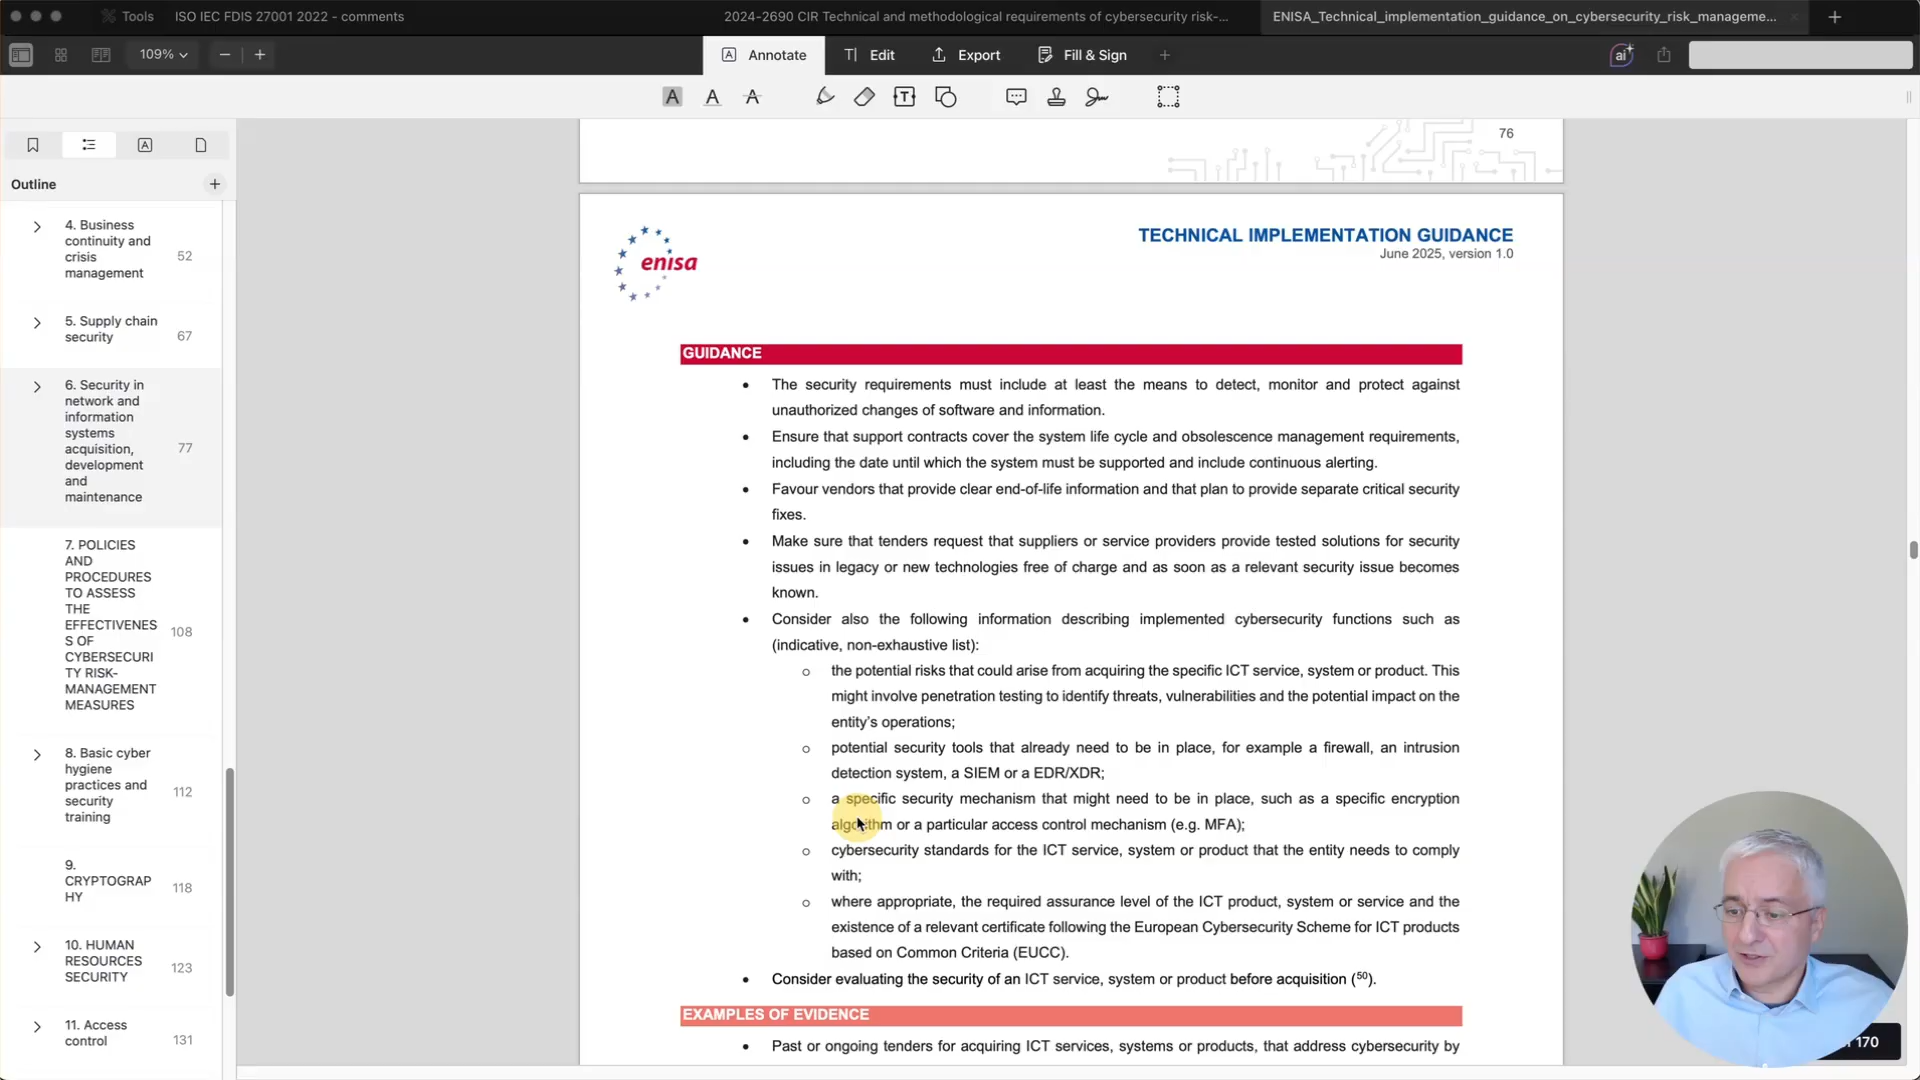 Tools
ISO IEC FDIS 27001 2022 - comments
2024-2690 CIR Technical and methodological requirements of cybersecurity risk-...
ENISA_Technical_implementation_guidance_on_cybersecurity_risk_manageme...
109%
Annotate
Edit
Export
Fill & Sign
ai
Outline
4. Business
continuity and
crisis
management
52
5. Supply chain
security
67
6. Security in
network and
information
systems
acquisition,
development
and
maintenance
77
7. POLICIES
AND
PROCEDURES
TO ASSESS
THE
EFFECTIVENES
S OF
CYBERSECURI
TY RISK-
MANAGEMENT
MEASURES
108
8. Basic cyber
hygiene
practices and
security
training
112
9.
CRYPTOGRAP
HY
118
10. HUMAN
RESOURCES
SECURITY
123
11. Access
control
131
76
enisa
TECHNICAL IMPLEMENTATION GUIDANCE
June 2025, version 1.0
GUIDANCE
• The security requirements must include at least the means to detect, monitor and protect against
unauthorized changes of software and information.
• Ensure that support contracts cover the system life cycle and obsolescence management requirements,
including the date until which the system must be supported and include continuous alerting.
• Favour vendors that provide clear end-of-life information and that plan to provide separate critical security
fixes.
• Make sure that tenders request that suppliers or service providers provide tested solutions for security
issues in legacy or new technologies free of charge and as soon as a relevant security issue becomes
known.
• Consider also the following information describing implemented cybersecurity functions such as
(indicative, non-exhaustive list):
o the potential risks that could arise from acquiring the specific ICT service, system or product. This
might involve penetration testing to identify threats, vulnerabilities and the potential impact on the
entity's operations;
o potential security tools that already need to be in place, for example a firewall, an intrusion
detection system, a SIEM or a EDR/XDR;
o a specific security mechanism that might need to be in place, such as a specific encryption
algorithm or a particular access control mechanism (e.g. MFA);
o cybersecurity standards for the ICT service, system or product that the entity needs to comply
with;
o where appropriate, the required assurance level of the ICT product, system or service and the
existence of a relevant certificate following the European Cybersecurity Scheme for ICT products
based on Common Criteria (EUCC).
• Consider evaluating the security of an ICT service, system or product before acquisition (50).
EXAMPLES OF EVIDENCE
• Past or ongoing tenders for acquiring ICT services, systems or products, that address cybersecurity by
170